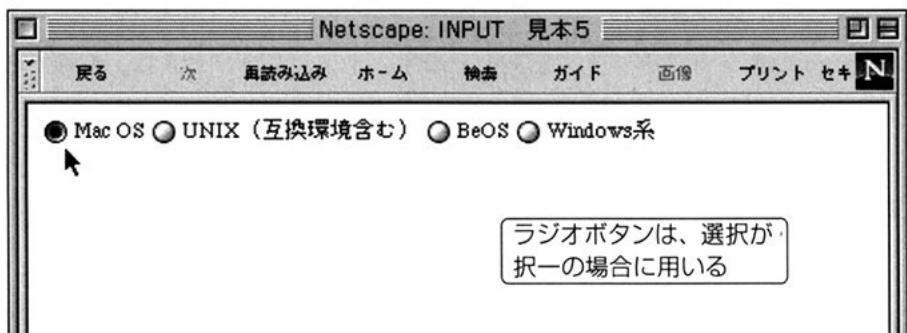 Netscape: INPUT 見本5
戻る 次 再読み込み ホーム 検索 ガイド 画像 プリント セキ N
Mac OS UNIX（互換環境含む） BeOS Windows系
ラジオボタンは、選択が
択一の場合に用いる